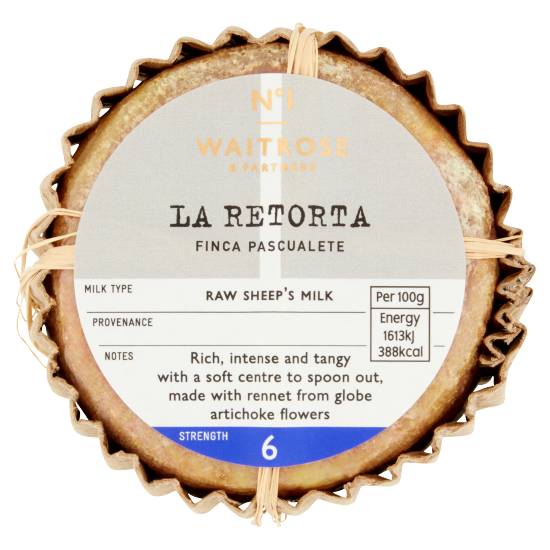 Nº1
WAITROSE
& PARTNERS
LA RETORTA
FINCA PASCUALETE
MILK TYPE RAW SHEEP'S MILK
PROVENANCE
NOTES
Rich, intense and tangy
with a soft centre to spoon out,
made with rennet from globe
artichoke flowers
Per 100g
Energy
1613kJ
388kcal
STRENGTH 6